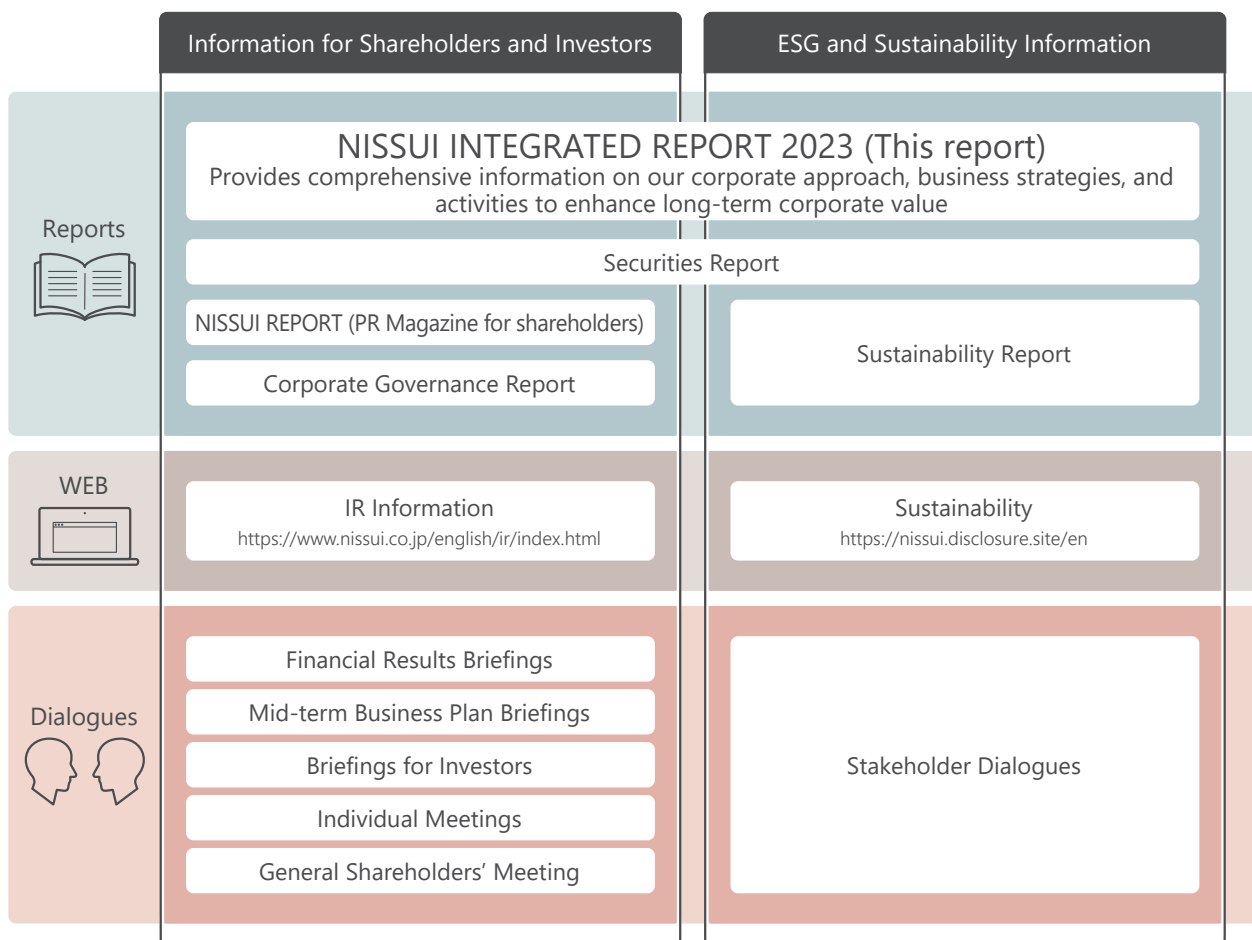 Information for Shareholders and Investors
ESG and Sustainability Information
Reports
NISSUI INTEGRATED REPORT 2023 (This report)
Provides comprehensive information on our corporate approach, business strategies, and
activities to enhance long-term corporate value
Securities Report
NISSUI REPORT (PR Magazine for shareholders)
Corporate Governance Report
Sustainability Report
WEB
IR Information
https://www.nissui.co.jp/english/ir/index.html
Sustainability
https://nissui.disclosure.site/en
Dialogues
Financial Results Briefings
Mid-term Business Plan Briefings
Briefings for Investors
Individual Meetings
General Shareholders’ Meeting
Stakeholder Dialogues